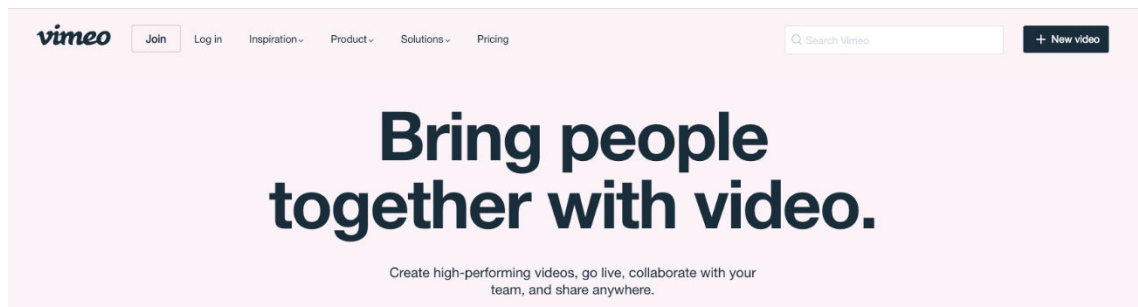 vimeo Join Log in Inspiration Product Solutions Pricing Search Vimeo + New video
Bring people
together with video.
Create high-performing videos, go live, collaborate with your
team, and share anywhere.